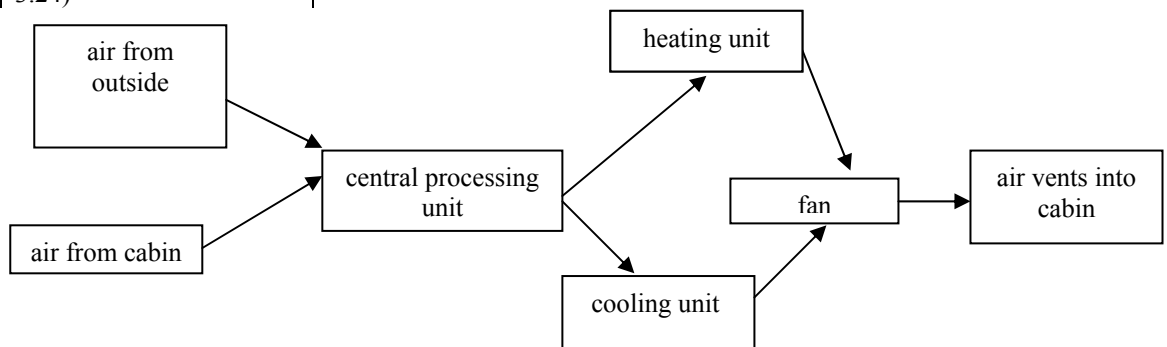 air from
outside
heating unit
central processing
unit
air from cabin
fan
air vents into
cabin
cooling unit